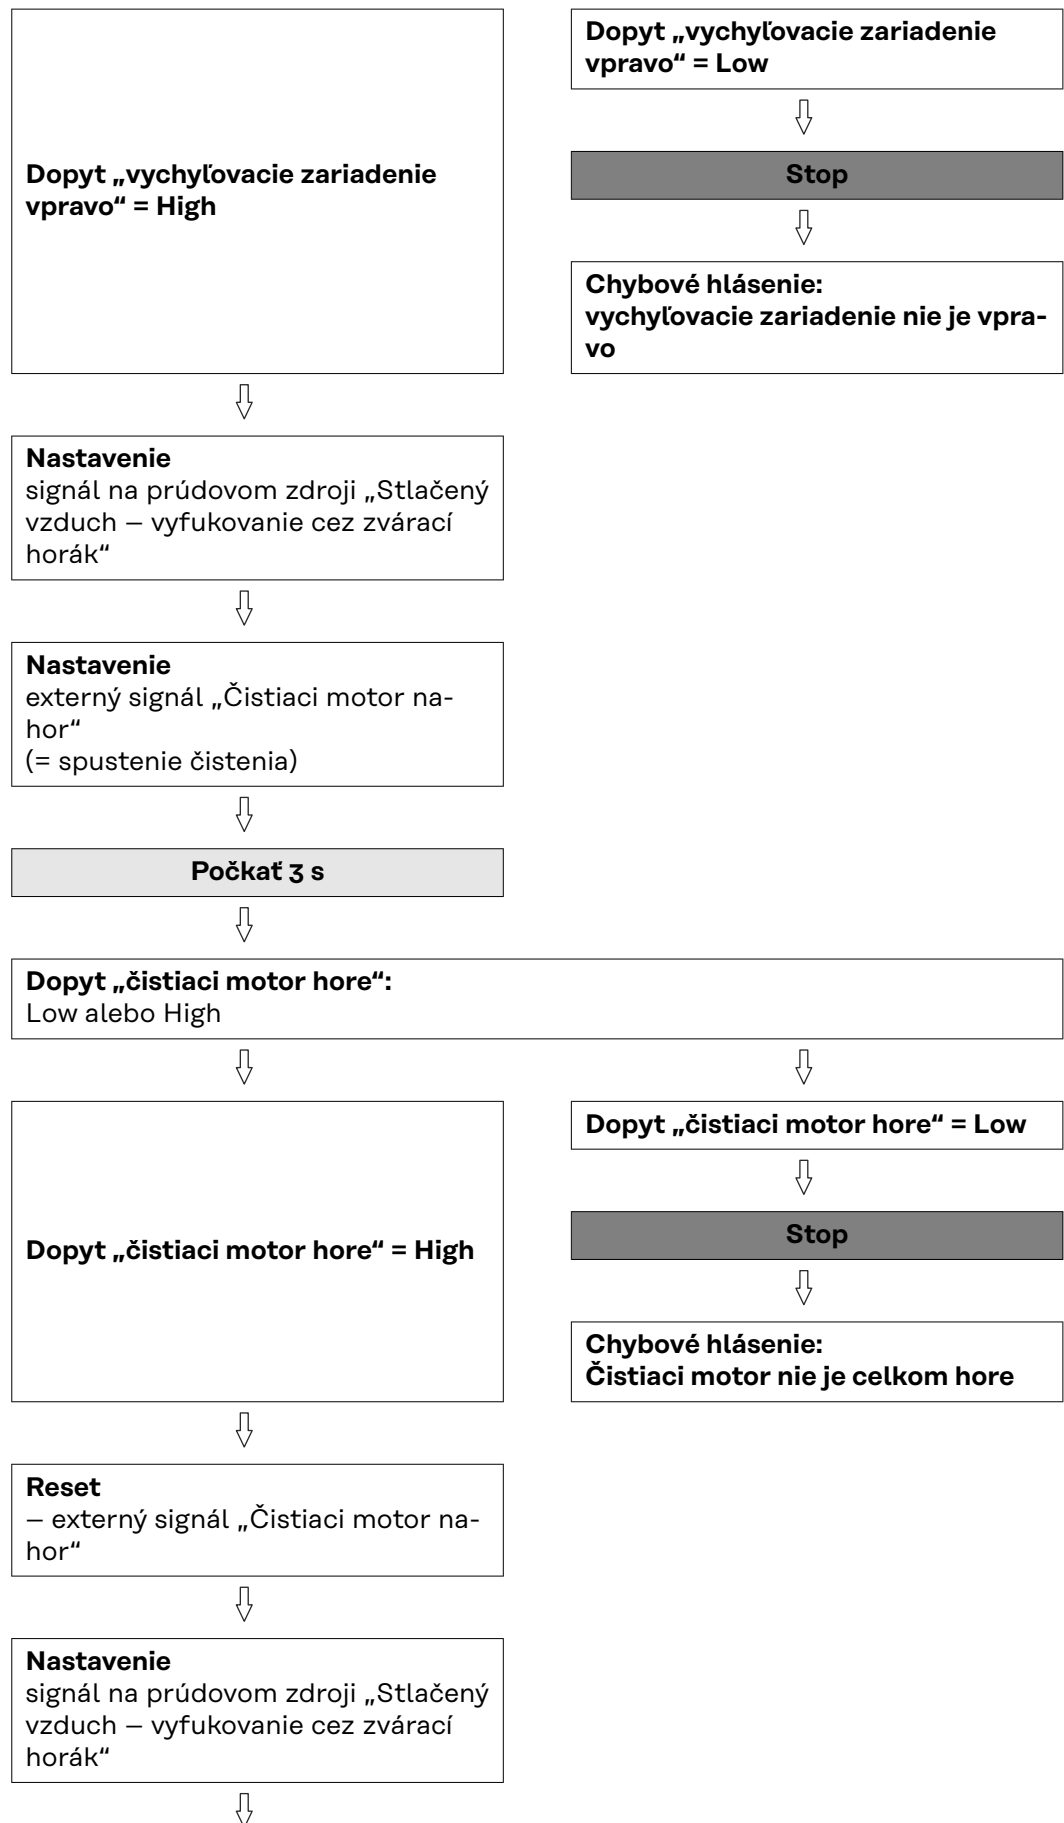 Dopyt „vychyľovacie zariadenie
vpravo“ = High
Dopyt „vychyľovacie zariadenie
vpravo“ = Low
Stop
Chybové hlásenie:
vychyľovacie zariadenie nie je vpra-
vo
Nastavenie
signál na prúdovom zdroji „Stlačený
vzduch – vyfukovanie cez zvárací
horák“
Nastavenie
externý signál „Čistiaci motor na-
hor“
(= spustenie čistenia)
Počkať 3 s
Dopyt „čistiaci motor hore“:
Low alebo High
Dopyt „čistiaci motor hore“ = High
Dopyt „čistiaci motor hore“ = Low
Stop
Chybové hlásenie:
Čistiaci motor nie je celkom hore
Reset
– externý signál „Čistiaci motor na-
hor“
Nastavenie
signál na prúdovom zdroji „Stlačený
vzduch – vyfukovanie cez zvárací
horák“